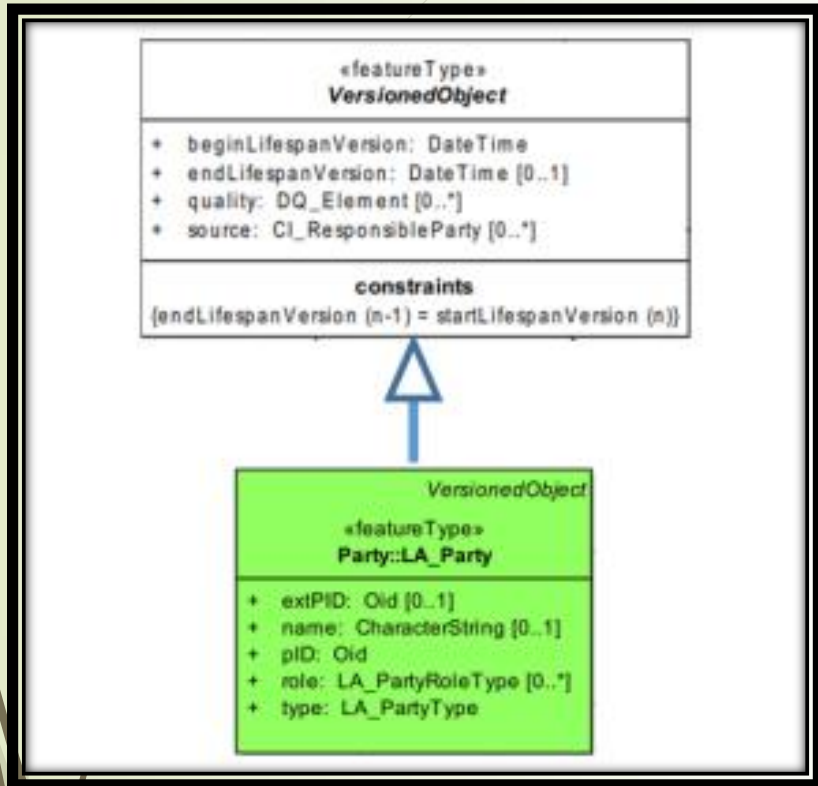 «featureType»
VersionedObject
+ beginLifespanVersion: DateTime
+ endLifespanVersion: DateTime [0..1]
+ quality: DQ_Element [0..*]
+ source: CI_ResponsibleParty [0..*]
constraints
{endLifespanVersion (n-1) = startLifespanVersion (n)}
VersionedObject
«featureType»
Party::LA_Party
+ extPID: Oid [0..1]
+ name: CharacterString [0..1]
+ pID: Oid
+ role: LA_PartyRoleType [0..*]
+ type: LA_PartyType